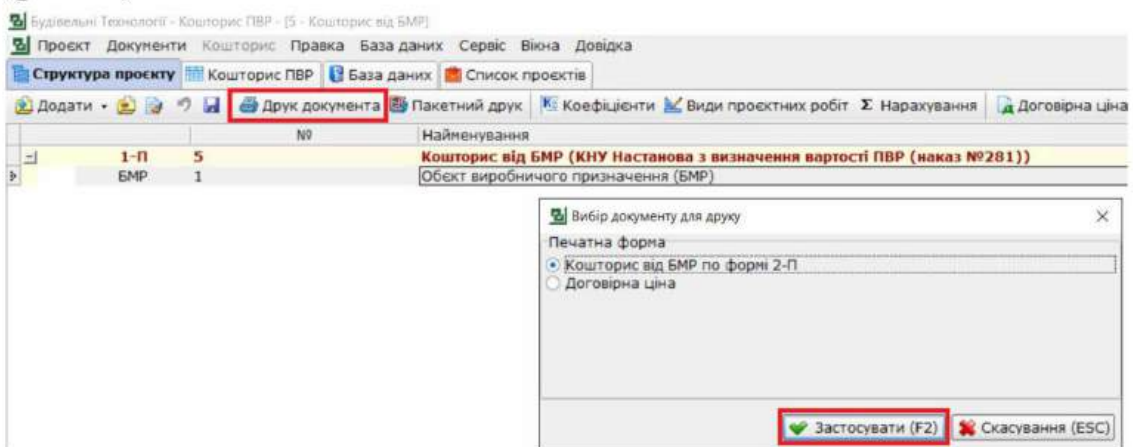 Будівельні Технології - Кошторис ПВР - [5 - Кошторис від БМР]
Проєкт Документи Кошторис Правка База даних Сервіс Вікна Довідка
Структура проєкту Кошторис ПВР База даних Список проєктів
Додати Друк документа Пакетний друк Коефіцієнти Види проєктних робіт Σ Нарахування Договірна ціна
№ Найменування
1-П 5 Кошторис від БМР (КНУ Настанова з визначення вартості ПВР (наказ №281))
БМР 1 Обєкт виробничого призначення (БМР)
Вибір документу для друку
Печатна форма
Кошторис від БМР по формі 2-П
Договірна ціна
Застосувати (F2) Скасування (ESC)